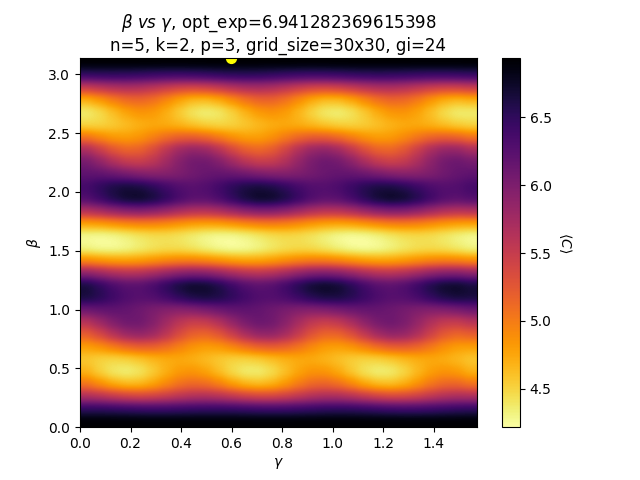 β vs γ, opt_exp=6.941282369615398
n=5, k=2, p=3, grid_size=30x30, gi=24
3.0
2.5
2.0
1.5
1.0
0.5
0.0
β
0.0 0.2 0.4 0.6 0.8 1.0 1.2 1.4
γ
6.5
6.0
5.5
5.0
4.5
⟨C⟩